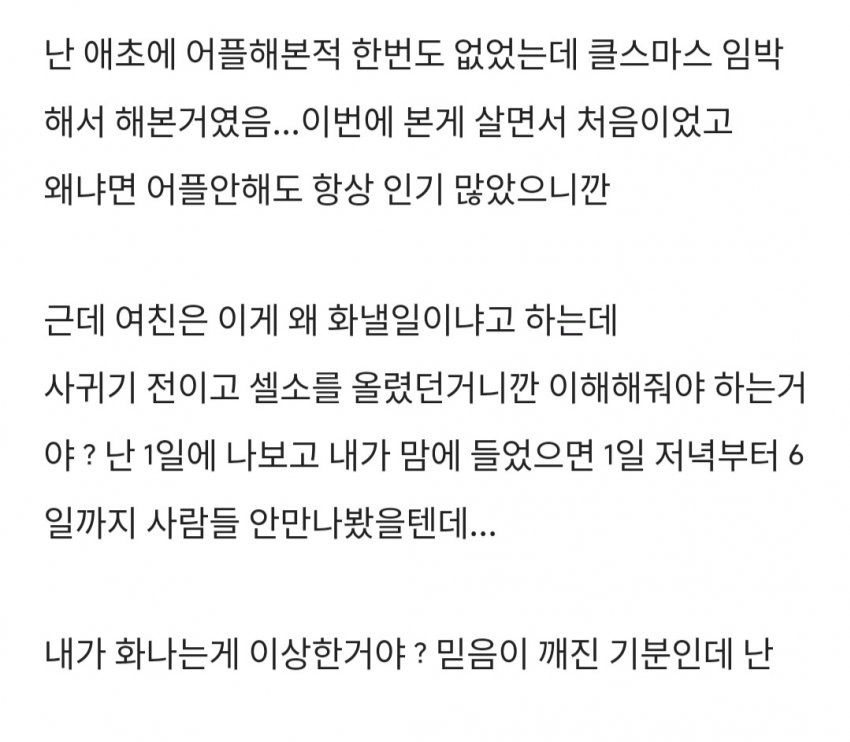 난 애초에 어플해본적 한번도 없었는데 클스마스 임박
해서 해본거였음...이번에 본게 살면서 처음이었고
왜냐면 어플안해도 항상 인기 많았으니깐
근데 여친은 이게 왜 화낼일이냐고 하는데
사귀기 전이고 셀소를 올렸던거니깐 이해해줘야 하는거
야 ? 난 1일에 나보고 내가 맘에 들었으면 1일 저녁부터 6
일까지 사람들 안만나봤을텐데...
내가 화나는게 이상한거야 ? 믿음이 깨진 기분인데 난